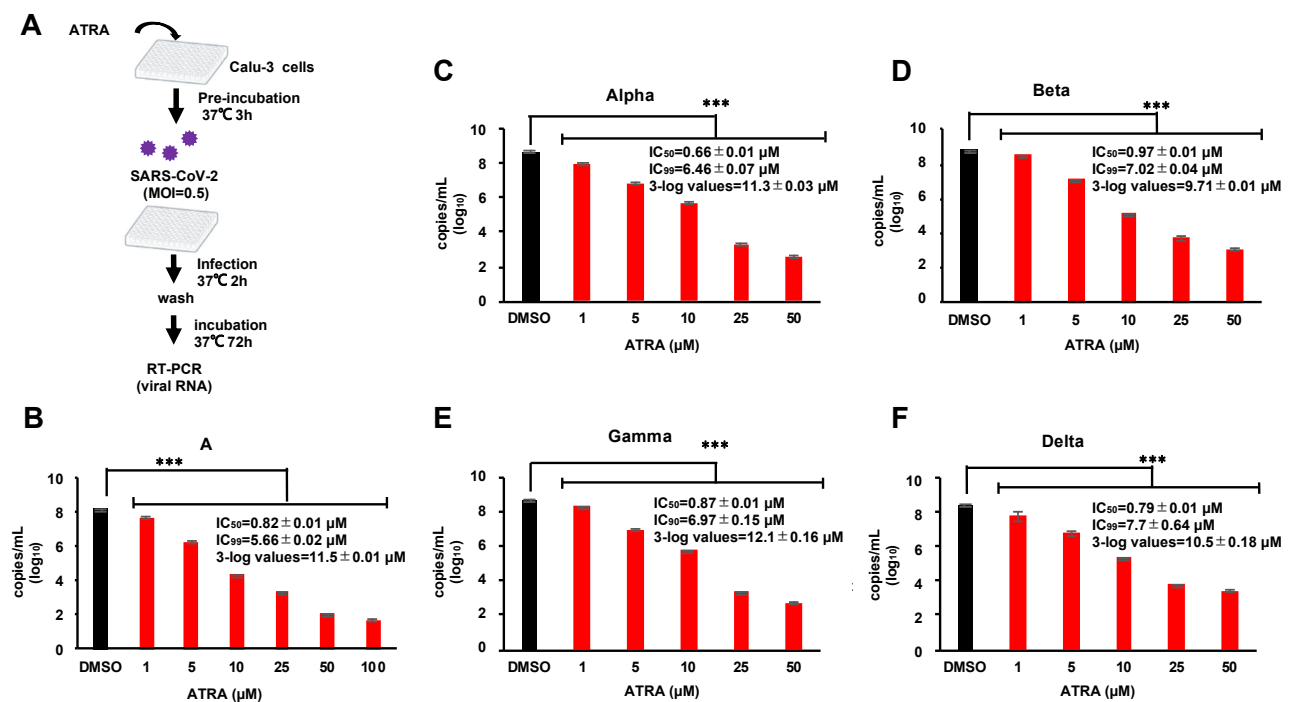 A
ATRA
Calu-3 cells
Pre-incubation
37℃ 3h
SARS-CoV-2
(MOI=0.5)
Infection
37℃ 2h
wash
incubation
37℃ 72h
RT-PCR
(viral RNA)
B
A
***
10
8
6
4
2
0
copies/mL
(log10)
IC50=0.82±0.01 µM
IC99=5.66±0.02 µM
3-log values=11.5±0.01 µM
DMSO 1 5 10 25 50 100
ATRA (µM)
C
Alpha
***
10
8
6
4
2
0
copies/mL
(log10)
IC50=0.66±0.01 µM
IC99=6.46±0.07 µM
3-log values=11.3±0.03 µM
DMSO 1 5 10 25 50
ATRA (µM)
D
Beta
***
10
8
6
4
2
0
copies/mL
(log10)
IC50=0.97±0.01 µM
IC99=7.02±0.04 µM
3-log values=9.71±0.01 µM
DMSO 1 5 10 25 50
ATRA (µM)
E
Gamma
***
10
8
6
4
2
0
copies/mL
(log10)
IC50=0.87±0.01 µM
IC90=6.97±0.15 µM
3-log values=12.1±0.16 µM
DMSO 1 5 10 25 50
ATRA (µM)
:
F
Delta
***
10
8
6
4
2
0
copies/mL
(log10)
IC50=0.79±0.01 µM
IC99=7.7±0.64 µM
3-log values=10.5±0.18 µM
DMSO 1 5 10 25 50
ATRA (µM)